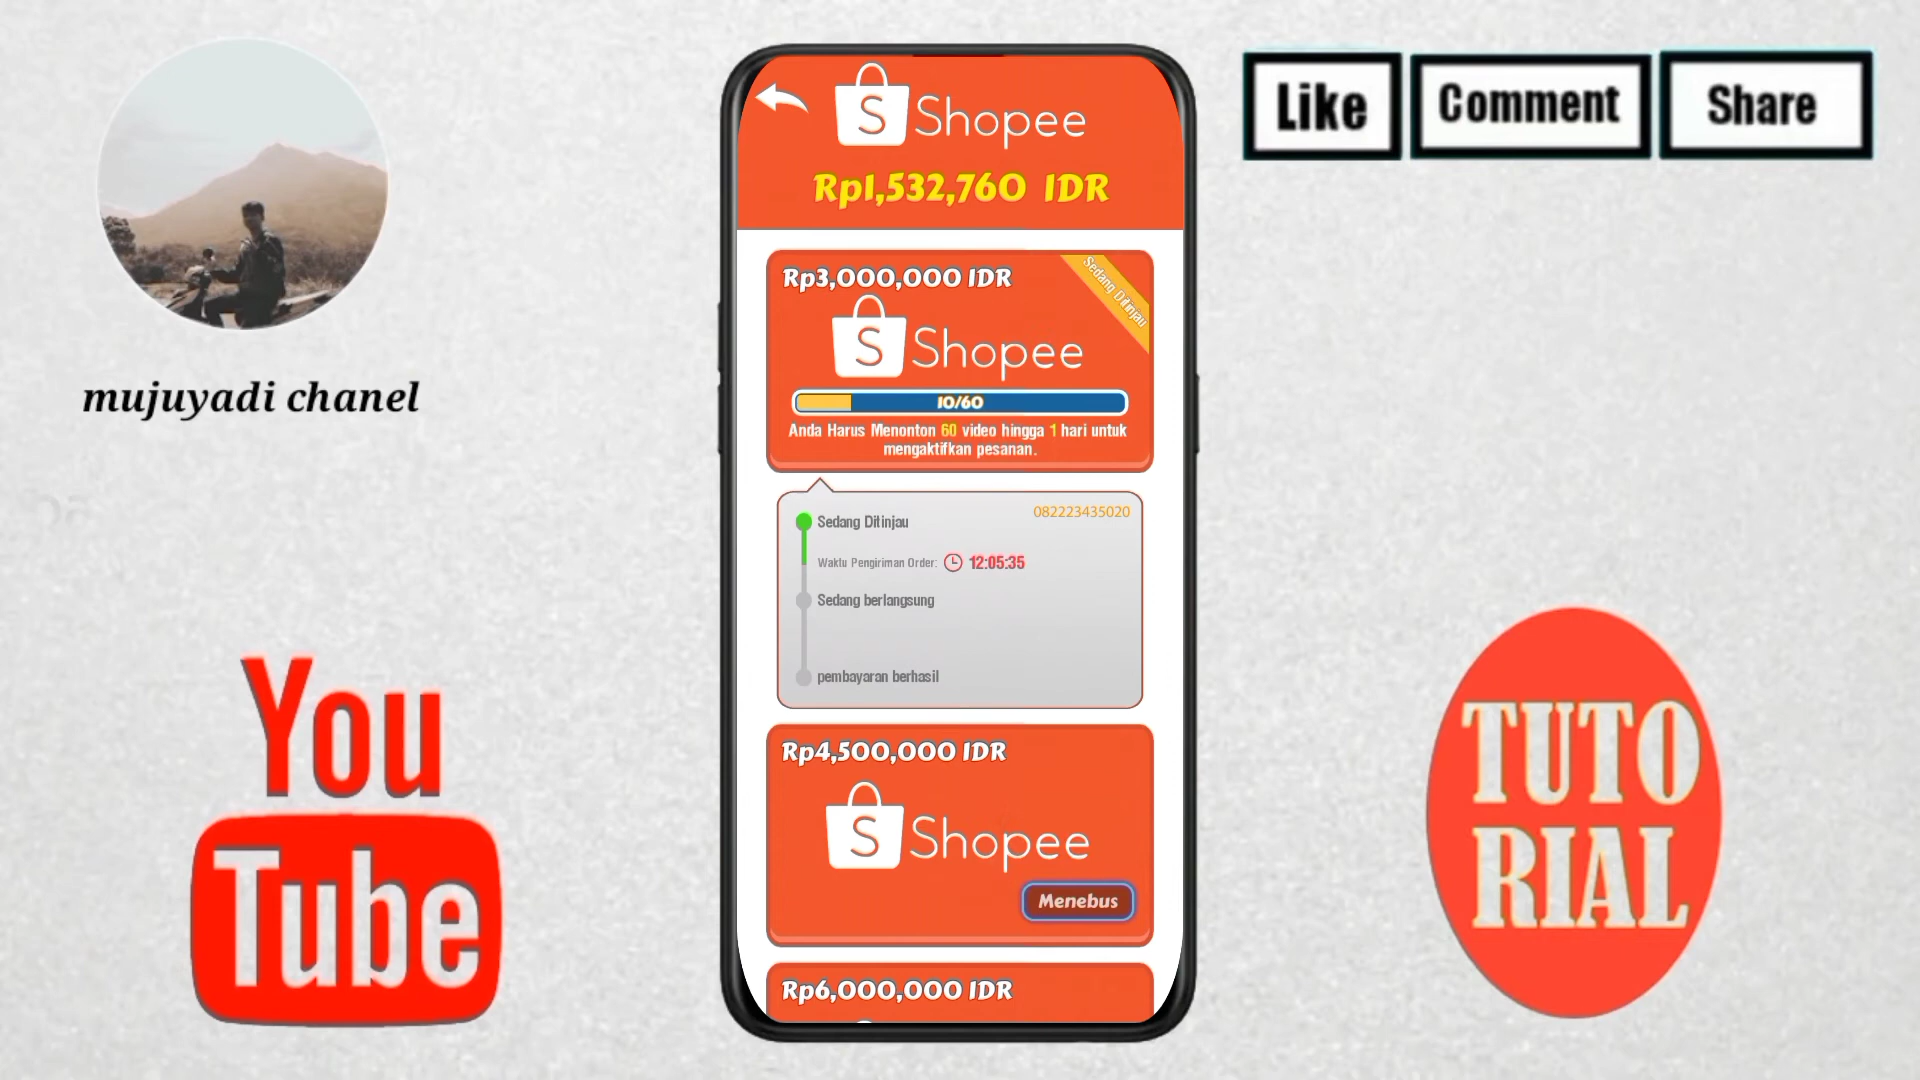 mujuyadi chanel
You
Tube
S Shopee
Rp1,532,760 IDR
Rp3,000,000 IDR
Sedang Ditinjau
S Shopee
10/60
Anda Harus Menonton 60 video hingga 1 hari untuk
mengaktifkan pesanan.
Sedang Ditinjau
082223435020
Waktu Pengiriman Order: 12:05:35
Sedang berlangsung
pembayaran berhasil
Rp4,500,000 IDR
S Shopee
Menebus
Rp6,000,000 IDR
Like
Comment
Share
TUTO
RIAL